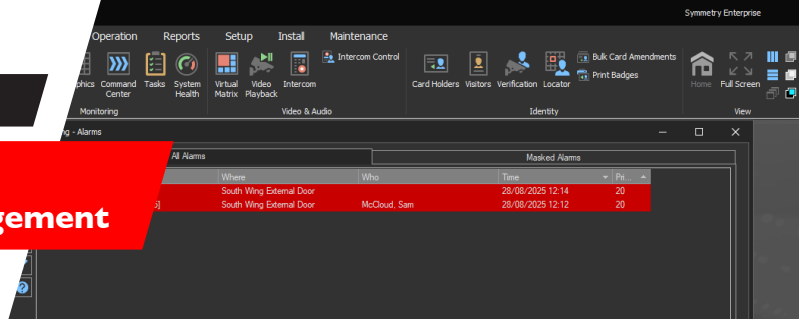 Symmetry Enterprise
Operation Reports Setup Install Maintenance
Command Center
Tasks
System Health
Virtual Matrix
Video Playback
Intercom
Intercom Control
Card Holders
Visitors
Verification
Locator
Bulk Card Amendments
Print Badges
Home
Full Screen
Monitoring
Video & Audio
Identity
View
- Alarms
All Alarms
Masked Alarms
Where Who Time Pri...
South Wing External Door 28/08/2025 12:14 20
South Wing External Door McCloud, Sam 28/08/2025 12:12 20
gement